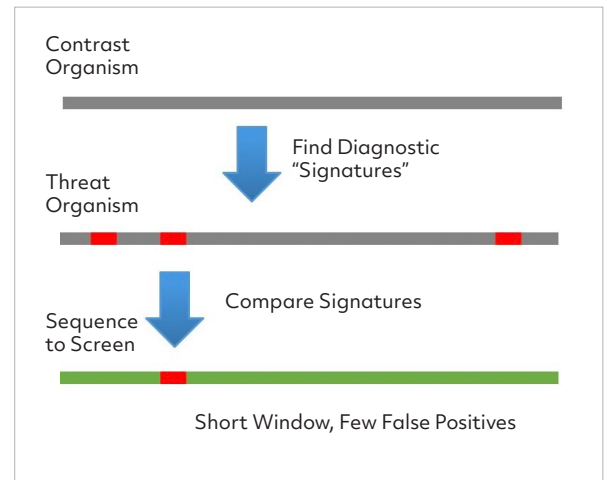 Contrast
Organism
Find Diagnostic
“Signatures”
Threat
Organism
Compare Signatures
Sequence
to Screen
Short Window, Few False Positives